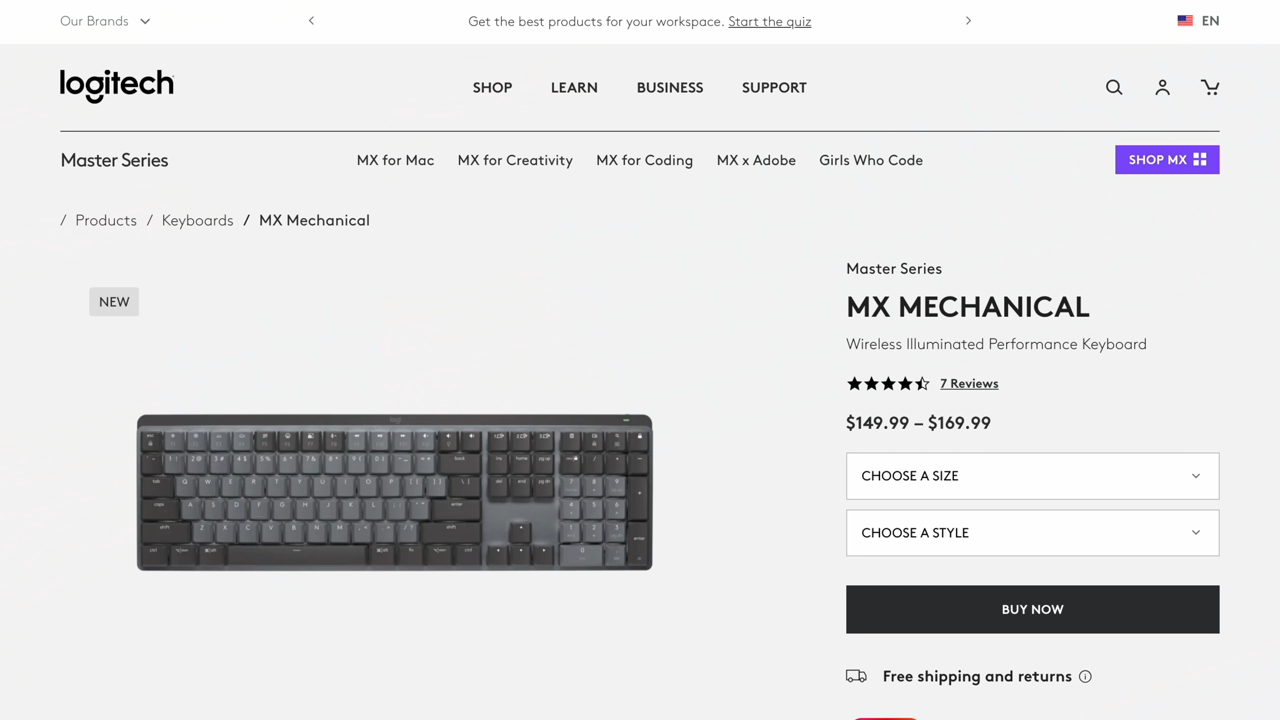 Our Brands
Get the best products for your workspace. Start the quiz
EN
logitech
SHOP LEARN BUSINESS SUPPORT
Master Series
MX for Mac MX for Creativity MX for Coding MX x Adobe Girls Who Code
SHOP MX
/ Products / Keyboards / MX Mechanical
NEW
Master Series
MX MECHANICAL
Wireless Illuminated Performance Keyboard
7 Reviews
$149.99 – $169.99
CHOOSE A SIZE
CHOOSE A STYLE
BUY NOW
Free shipping and returns